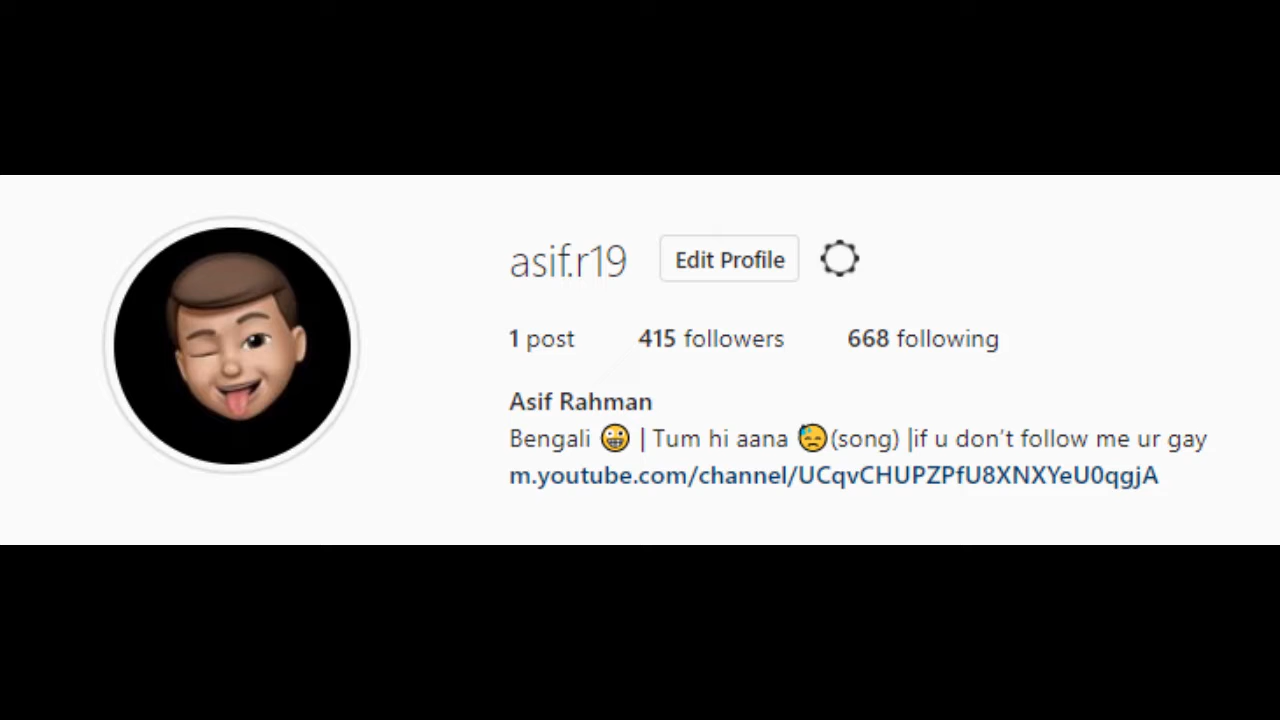 asif.r19 Edit Profile
1 post 415 followers 668 following
Asif Rahman
Bengali 🤪 | Tum hi aana 😓(song) |if u don't follow me ur gay
m.youtube.com/channel/UCqvCHUPZPfU8XNXYeU0qgjA